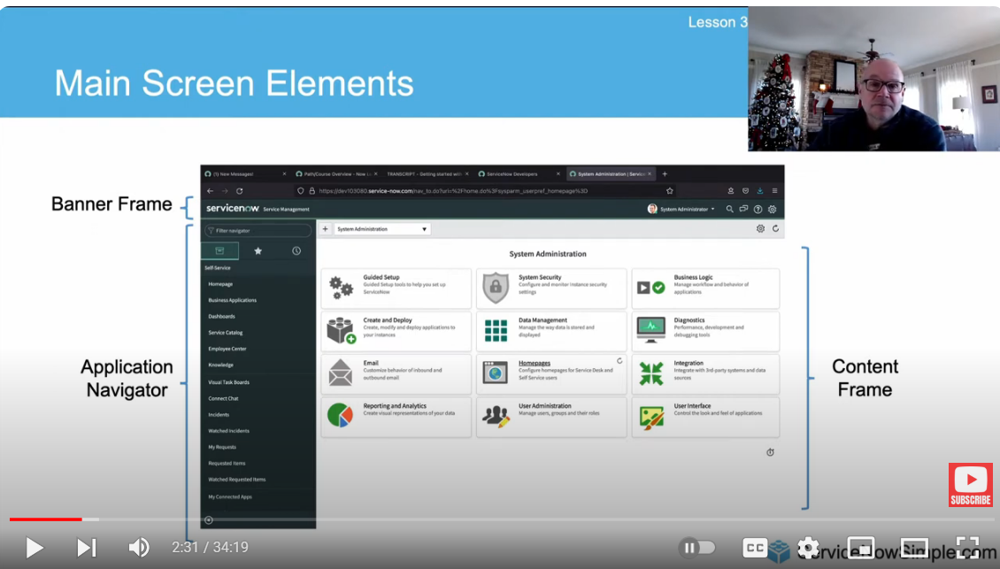 Lesson 3
Main Screen Elements
(1) New Messages!
Path/Course Overview - Now L
TRANSCRIPT - Getting started with
ServiceNow Developers
System Administration | Service
https://dev103080.service-now.com/nav_to.do?uri=%2Fhome.do%3Fsysparm_userpref_homepage%3D
Banner Frame
servicenow Service Management
System Administrator
Filter navigator
System Administration
System Administration
Self-Service
Homepage
Business Applications
Dashboards
Service Catalog
Employee Center
Knowledge
Visual Task Boards
Connect Chat
Incidents
Watched Incidents
My Requests
Requested Items
Watched Requested Items
My Connected Apps
Application
Navigator
Guided Setup
Guided Setup tools to help you set up
ServiceNow
System Security
Configure and monitor instance security
settings
Business Logic
Manage workflow and behavior of
applications
Create and Deploy
Create, modify and deploy applications to
your instances
Data Management
Manage the way data is stored and
displayed
Diagnostics
Performance, development and
debugging tools
Email
Customize behavior of inbound and
outbound email
Homepages
Configure homepages for Service Desk and
Self Service users
Integration
Integrate with 3rd-party systems and data
sources
Reporting and Analytics
Create visual representations of your data
User Administration
Manage users, groups and their roles
User Interface
Control the look and feel of applications
Content
Frame
SUBSCRIBE
2:31 / 34:19
CC
ServiceNowSimple.com